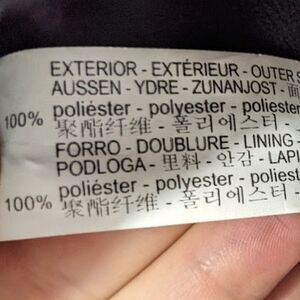 EXTERIOR - EXTÉRIEUR - OUTER S
AUSSEN - YDRE - ZUNANJOST - 面
100% poliéster - polyester - poliester
聚酯纤维 - 폴리에스터 -
FORRO - DOUBLURE - LINING -
PODLOGA - 里料 - 안감 - LAPI
100% poliéster - polyester - poliest
聚酯纤维 - 폴리에스터 -